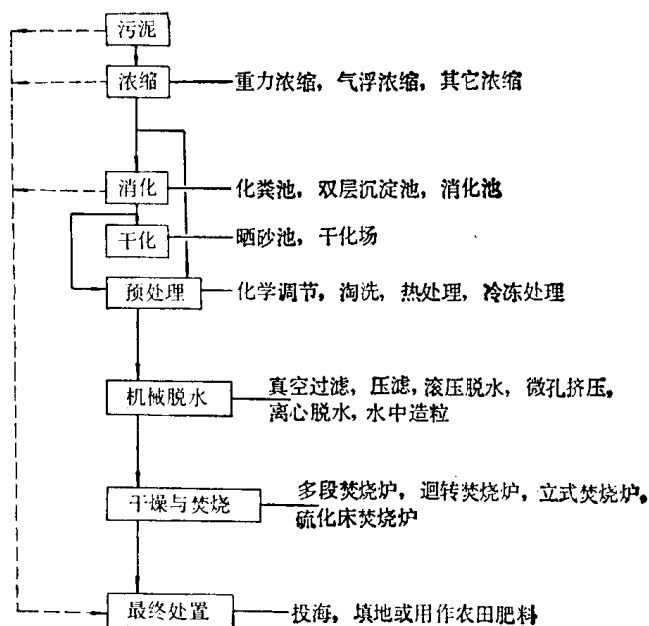 污泥
浓缩
重力浓缩，气浮浓缩，其它浓缩
消化
化粪池，双层沉淀池，消化池
干化
晒砂池，干化场
预处理
化学调节，淘洗，热处理，冷冻处理
机械脱水
真空过滤，压滤，滚压脱水，微孔挤压，
离心脱水，水中造粒
干燥与焚烧
多段焚烧炉，迴转焚烧炉，立式焚烧炉，
硫化床焚烧炉
最终处置
投海，填地或用作农田肥料